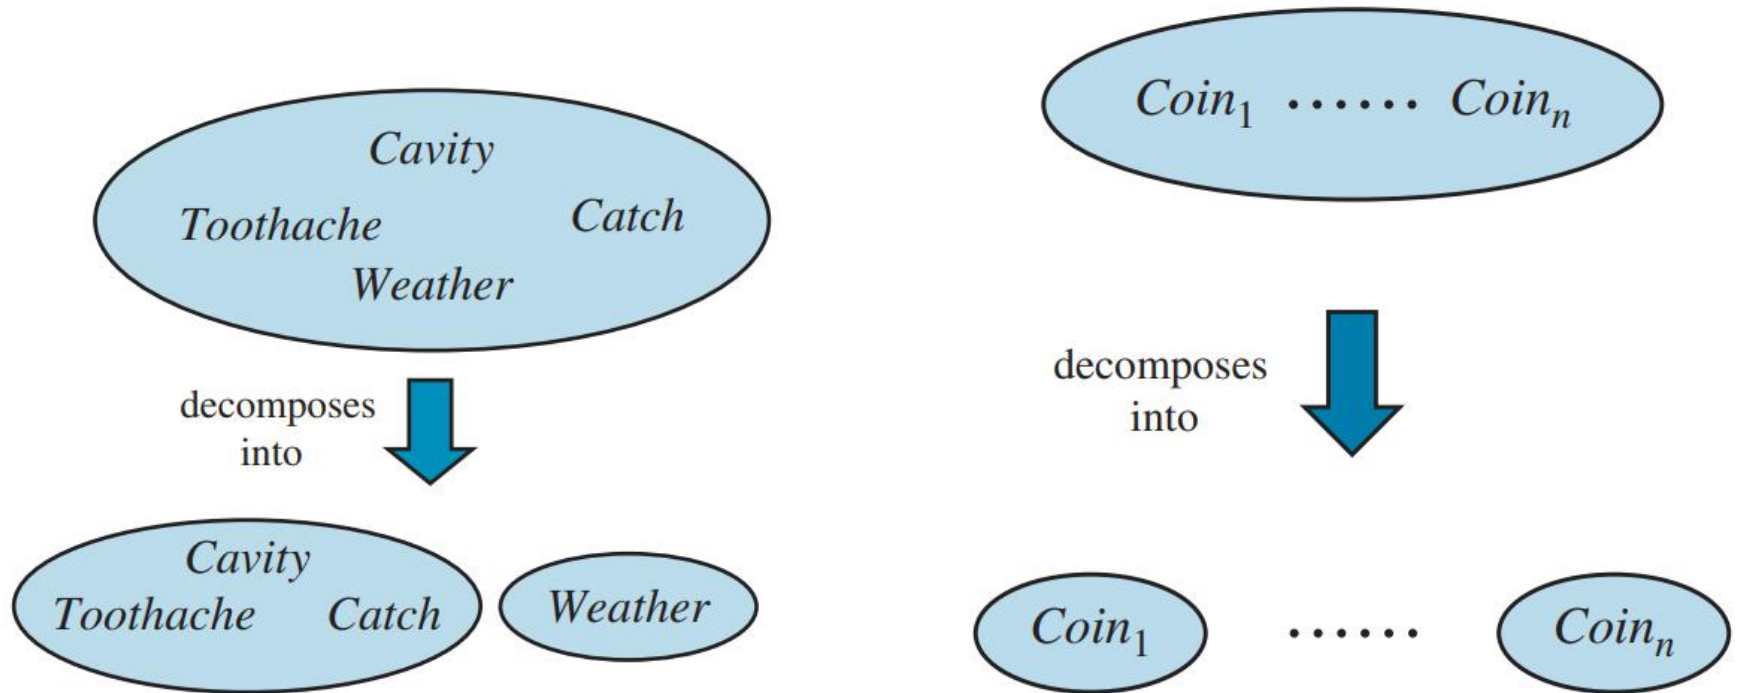 Cavity
Toothache Catch
Weather
decomposes
into
Cavity
Toothache Catch
Weather
Coin₁ ...... Coinₙ
decomposes
into
Coin₁ ...... Coinₙ